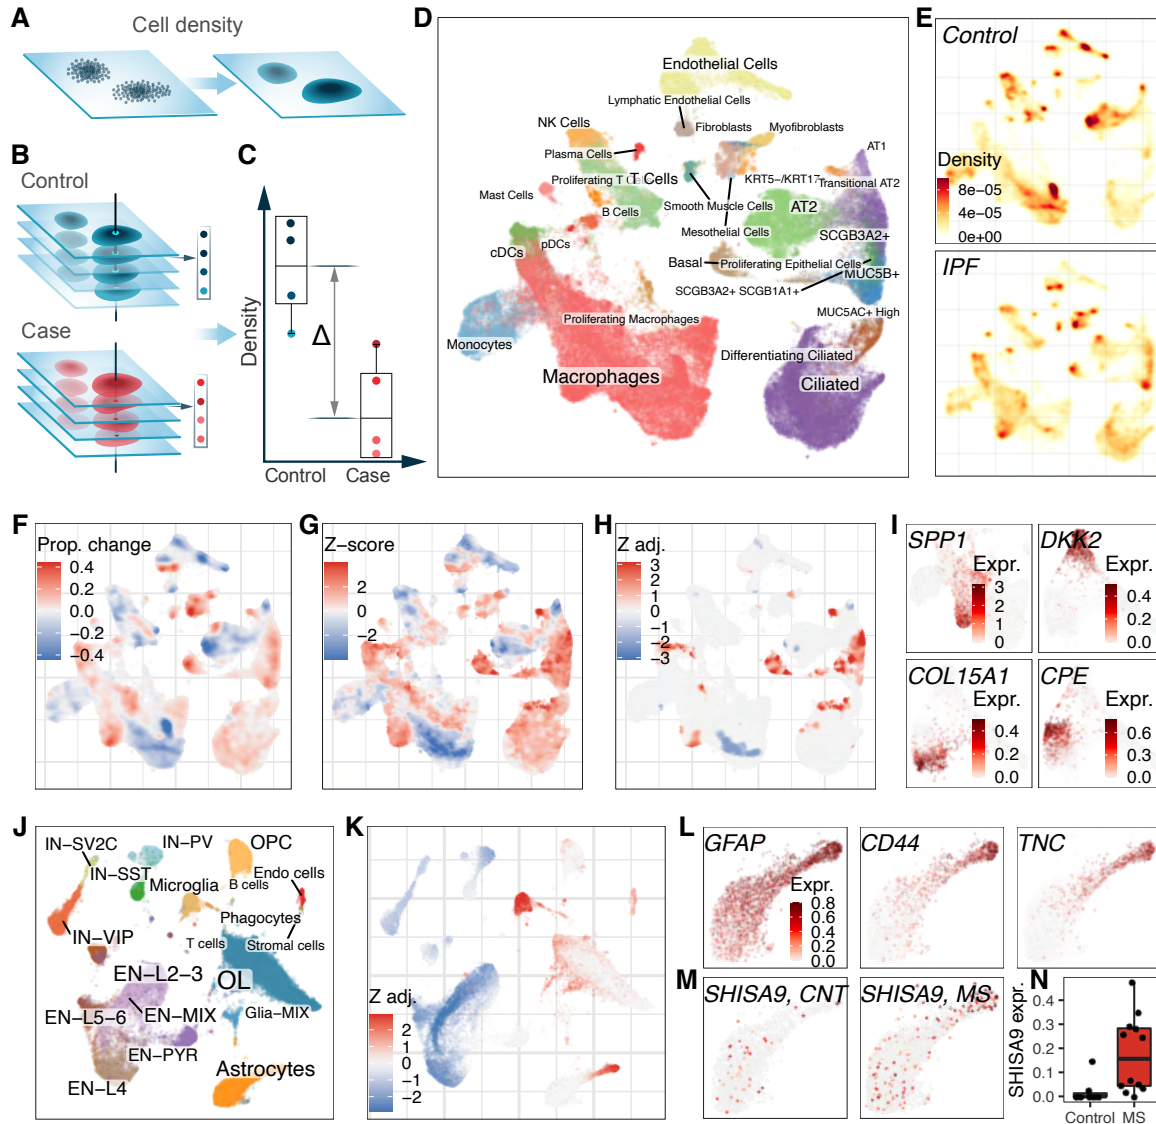 A
Cell density
B
Control
Case
C
Density
Δ
Control
Case
D
Endothelial Cells
Lymphatic Endothelial Cells
NK Cells
Fibroblasts
Myofibroblasts
Plasma Cells
AT1
Proliferating T Cells
T Cells
KRT5−/KRT17+
Transitional AT2
Mast Cells
B Cells
Smooth Muscle Cells
AT2
Mesothelial Cells
SCGB3A2+
cDCs
pDCs
Basal
Proliferating Epithelial Cells
MUC5B+
SCGB3A2+ SCGB1A1+
MUC5AC+ High
Proliferating Macrophages
Monocytes
Differentiating Ciliated
Macrophages
Ciliated
E
Control
Density
8e−05
4e−05
0e+00
IPF
F
Prop. change
0.4
0.2
0.0
−0.2
−0.4
G
Z−score
2
0
−2
H
Z adj.
3
2
1
0
−1
−2
−3
I
SPP1
Expr.
3
2
1
0
DKK2
Expr.
0.4
0.2
0.0
COL15A1
Expr.
0.4
0.2
0.0
CPE
Expr.
0.6
0.3
0.0
J
IN−SV2C
IN−PV
OPC
IN−SST
Microglia
B cells
Endo cells
Phagocytes
IN−VIP
T cells
Stromal cells
EN−L2−3
OL
EN−L5−6
EN−MIX
Glia−MIX
EN−PYR
Astrocytes
EN−L4
K
Z adj.
2
1
0
−1
−2
L
GFAP
Expr.
0.8
0.6
0.4
0.2
0.0
CD44
TNC
M
SHISA9, CNT
SHISA9, MS
N
SHISA9 expr.
0.4
0.3
0.2
0.1
0.0
Control
MS